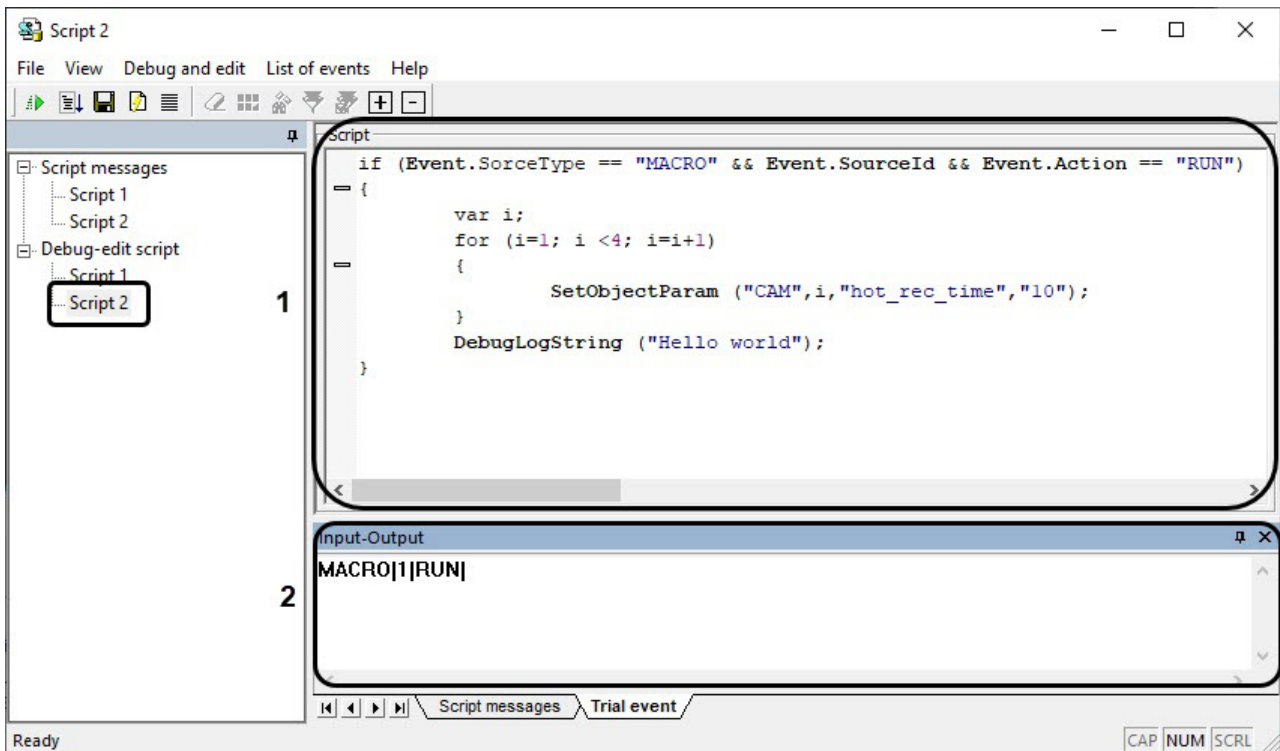 Script 2
File View Debug and edit List of events Help
Script
Script messages
Script 1
Script 2
Debug-edit script
Script 1
Script 2
1
if (Event.SorceType == "MACRO" && Event.SourceId && Event.Action == "RUN")
{
var i;
for (i=1; i <4; i=i+1)
{
SetObjectParam ("CAM",i,"hot_rec_time","10");
}
DebugLogString ("Hello world");
}
Input-Output
MACRO|1|RUN|
2
Script messages Trial event
Ready CAP NUM SCRL